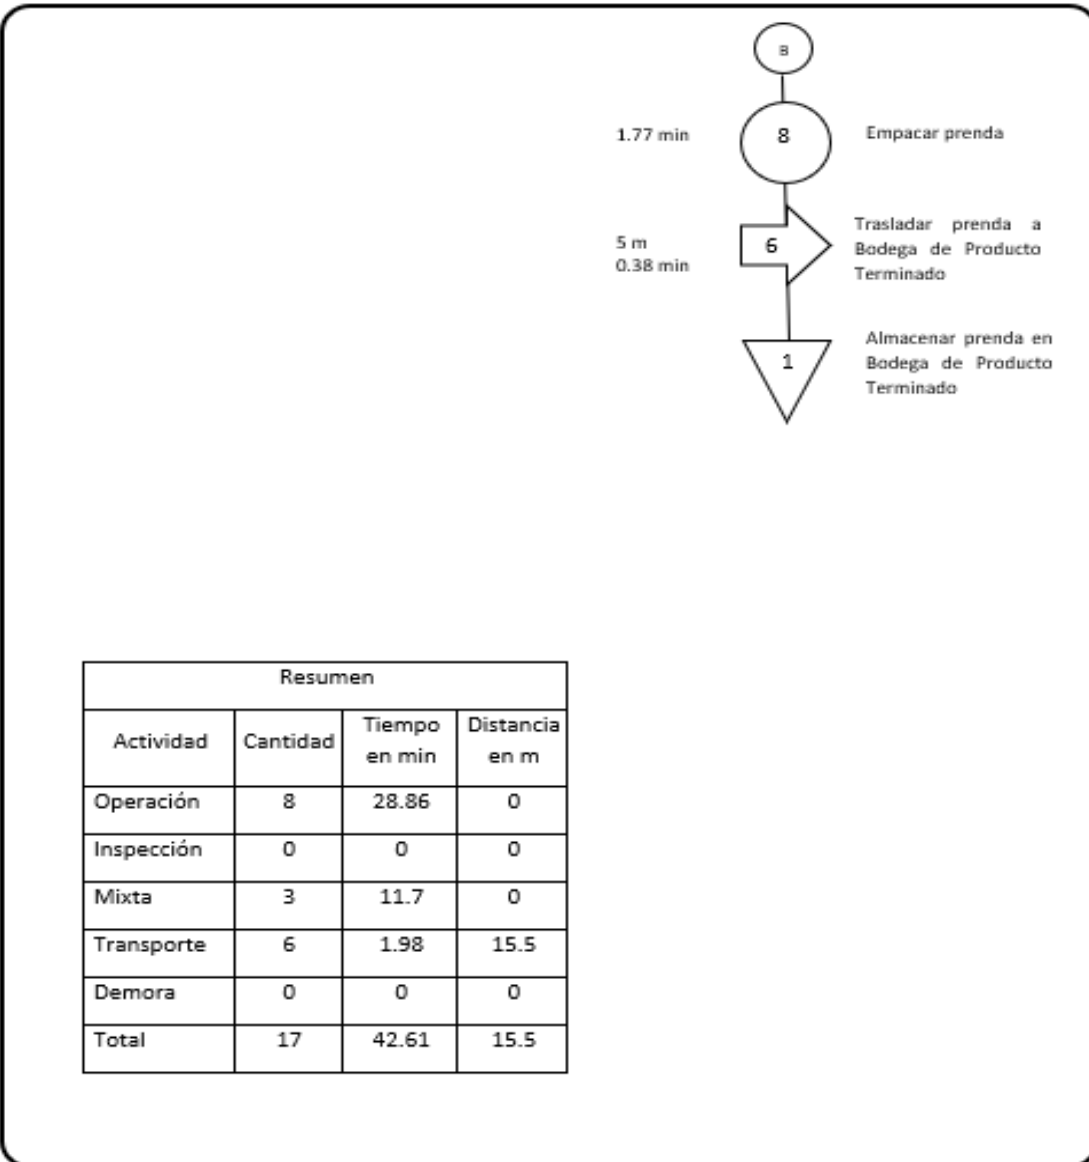 B
1.77 min
8
Empacar prenda
5 m
0.38 min
6
Trasladar prenda a
Bodega de Producto
Terminado
1
Almacenar prenda en
Bodega de Producto
Terminado
Resumen
Actividad Cantidad Tiempo en min Distancia en m
Operación 8 28.86 0
Inspección 0 0 0
Mixta 3 11.7 0
Transporte 6 1.98 15.5
Demora 0 0 0
Total 17 42.61 15.5